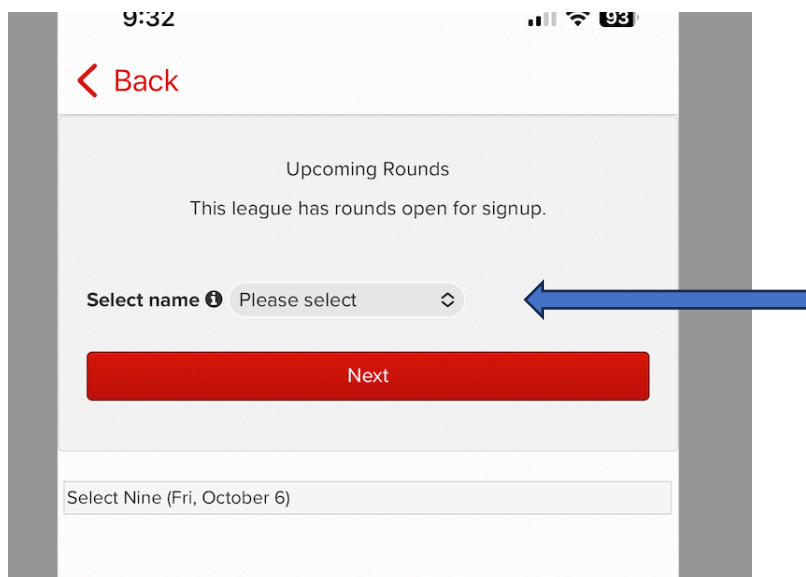 9:32
93
Back
Upcoming Rounds
This league has rounds open for signup.
Select name Please select
Next
Select Nine (Fri, October 6)